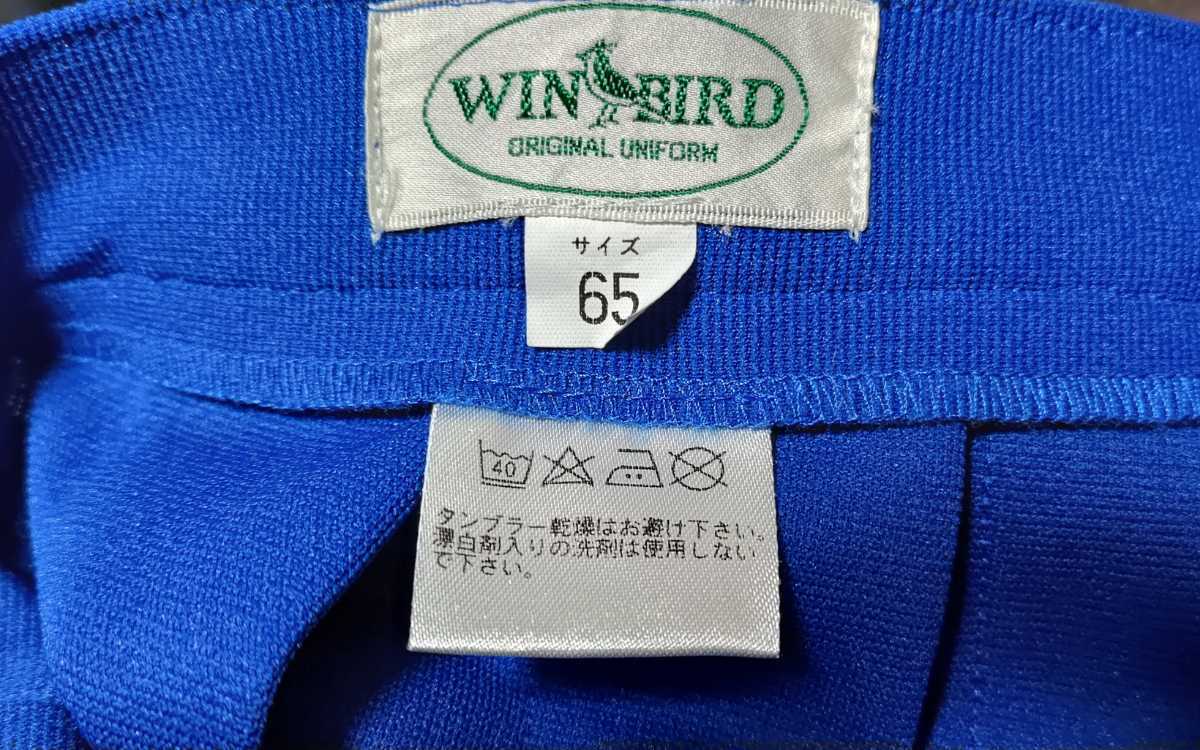 WIN BIRD
ORIGINAL UNIFORM
サイズ
65
40
タンブラー乾燥はお避け下さい。
漂白剤入りの洗剤は使用しない
で下さい。